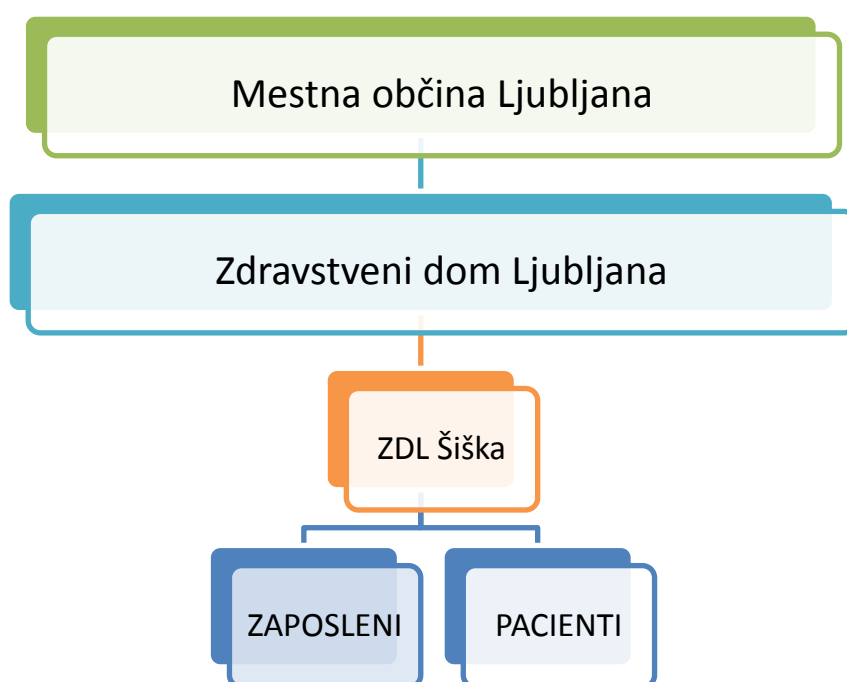 Mestna občina Ljubljana
Zdravstveni dom Ljubljana
ZDL Šiška
ZAPOSLENI
PACIENTI